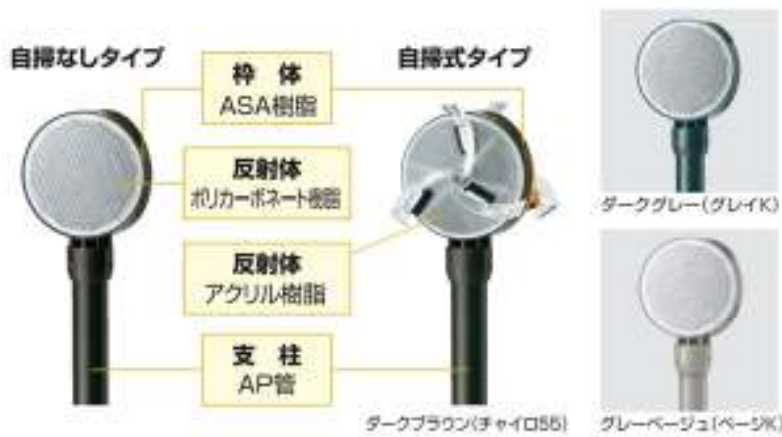 自掃なしタイプ
自掃式タイプ
枠 体
ASA樹脂
反射体
ポリカーボネート樹脂
反射体
アクリル樹脂
支 柱
AP管
ダークブラウン(チャイロ55)
ダークグレー(グレイK)
グレーベージュ(ベージK)